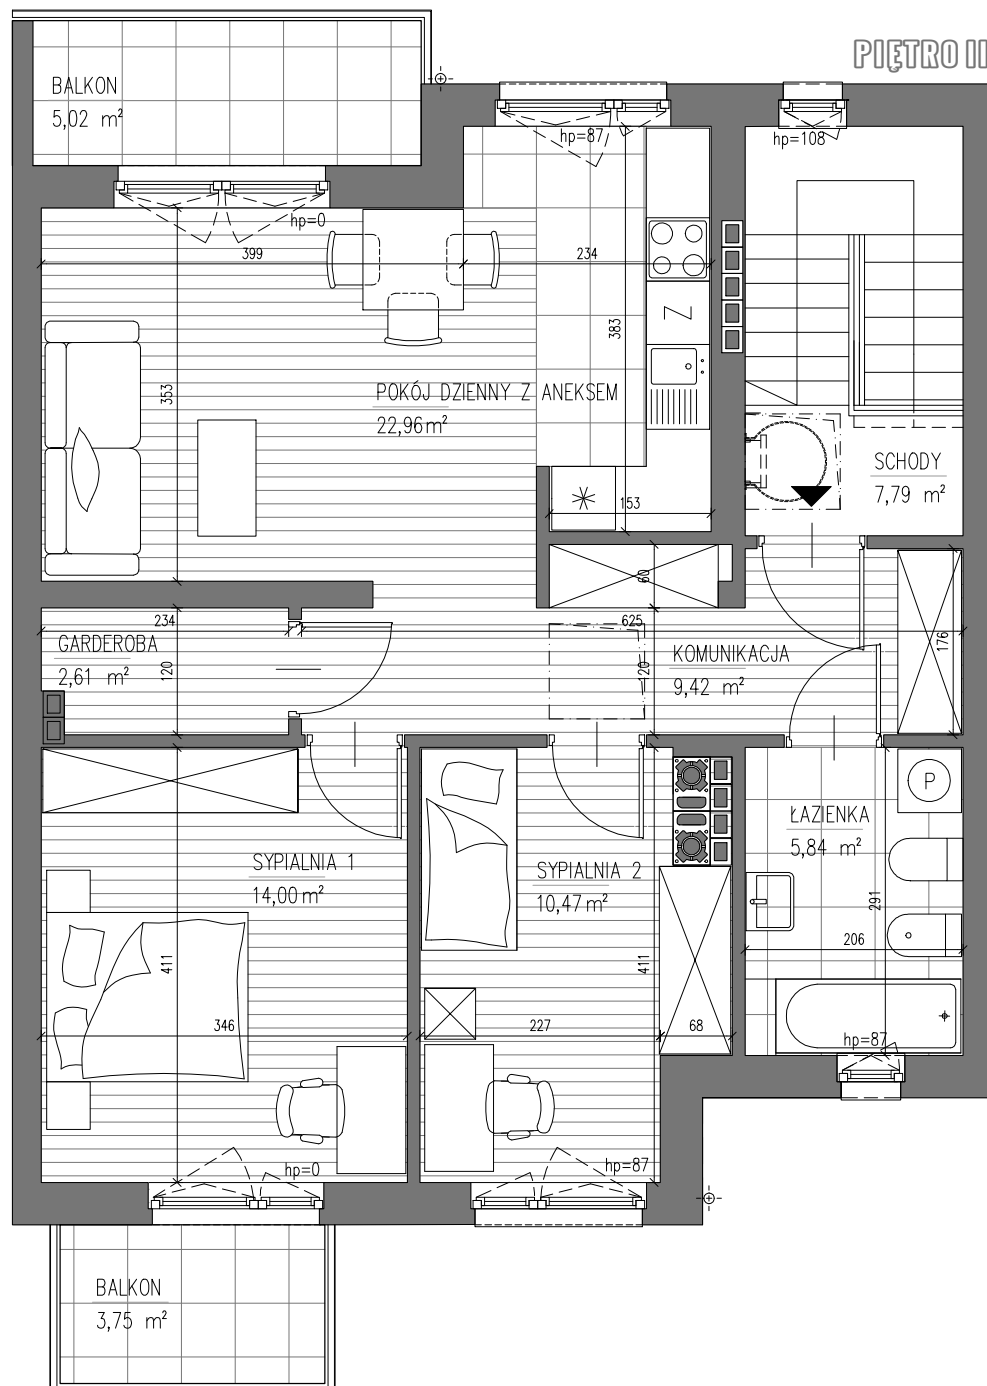 PIĘTRO II
BALKON
5,02 m²
hp=87
hp=108
hp=0
399
234
383
353
Z
POKÓJ DZIENNY Z ANEKSEM
22,96 m²
SCHODY
7,79 m²
153
60
234
625
GARDEROBA
2,61 m²
120
KOMUNIKACJA
9,42 m²
120
176
P
ŁAZIENKA
5,84 m²
SYPIALNIA 1
14,00 m²
SYPIALNIA 2
10,47 m²
291
206
411
411
346
227
68
hp=87
hp=0
hp=87
BALKON
3,75 m²